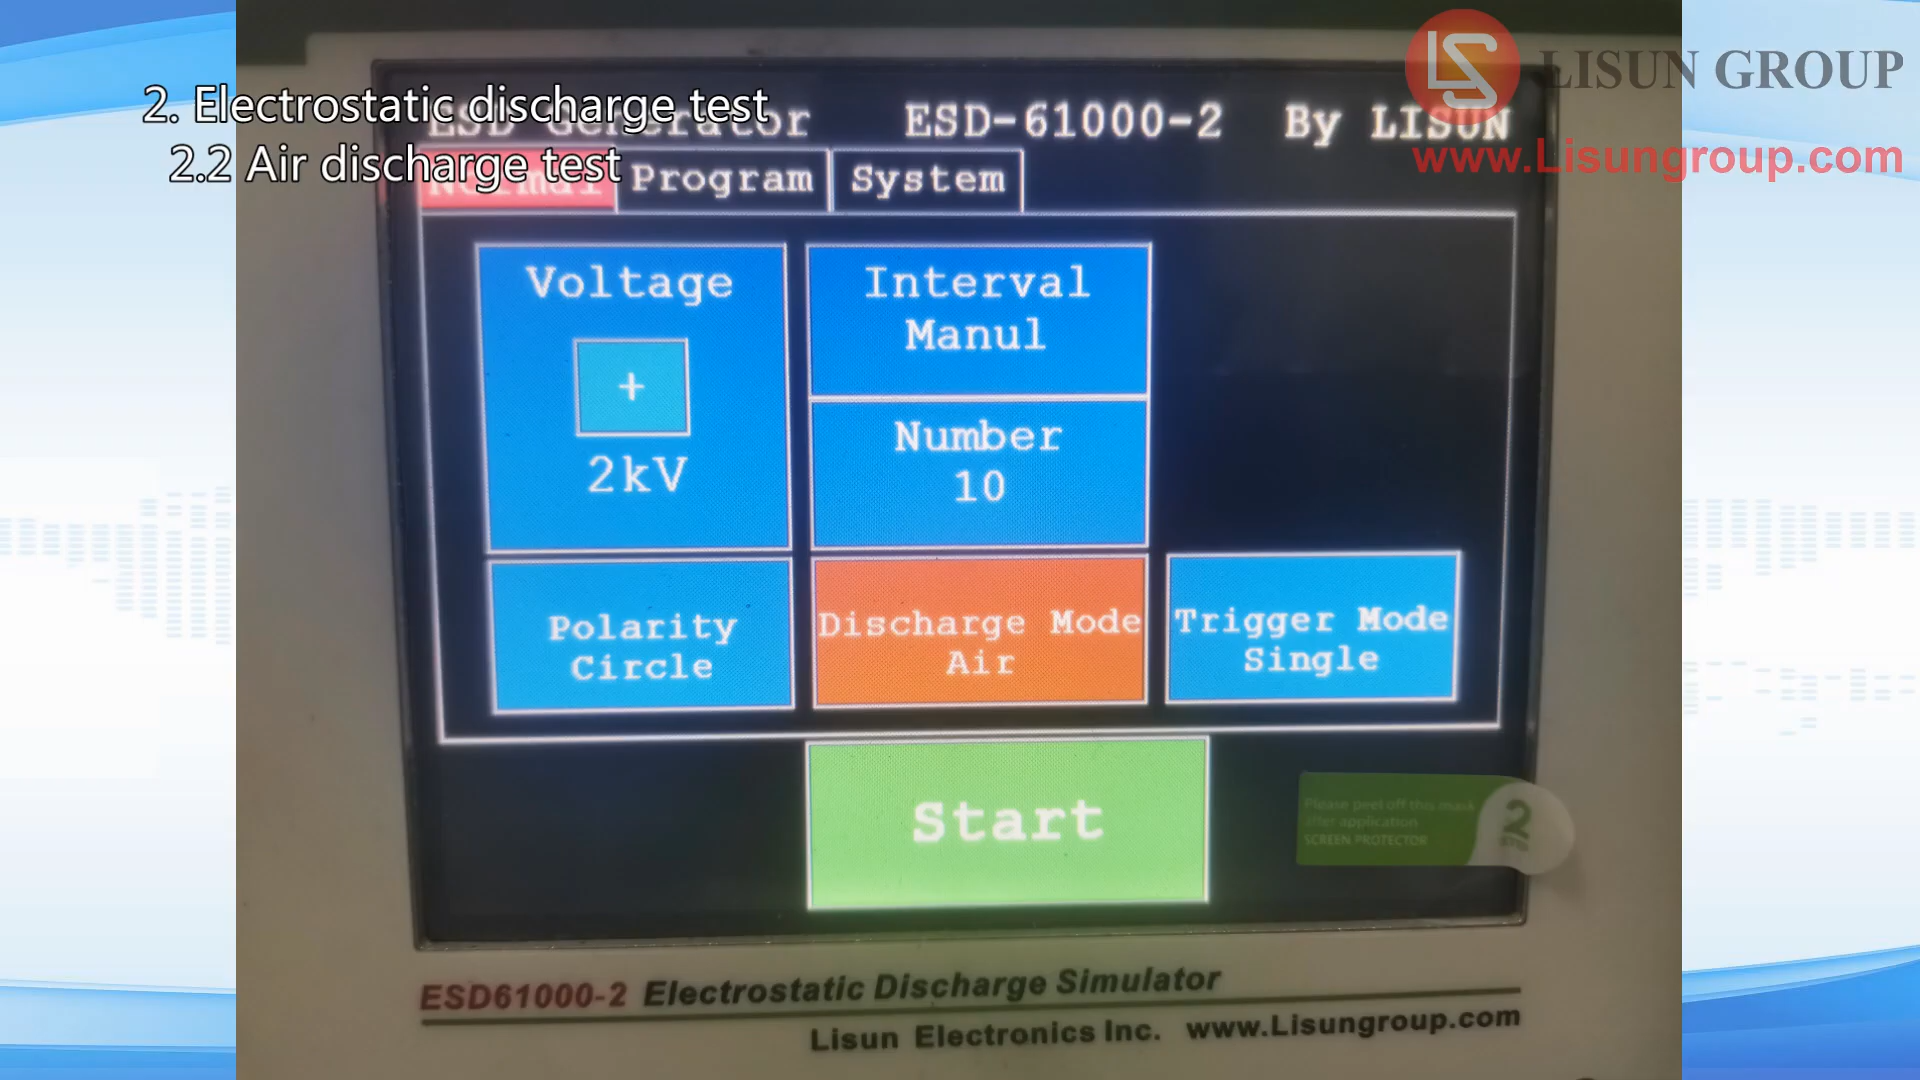 2. Electrostatic discharge test
2.2 Air discharge test
LS LISUN GROUP
www.Lisungroup.com
ESD Generator ESD-61000-2 By LISUN
Normal Program System
Voltage
+
2kV
Interval
Manul
Number
10
Polarity
Circle
Discharge Mode
Air
Trigger Mode
Single
Start
Please peel off this mask
after application
SCREEN PROTECTOR
2
ESD61000-2 Electrostatic Discharge Simulator
Lisun Electronics Inc. www.Lisungroup.com